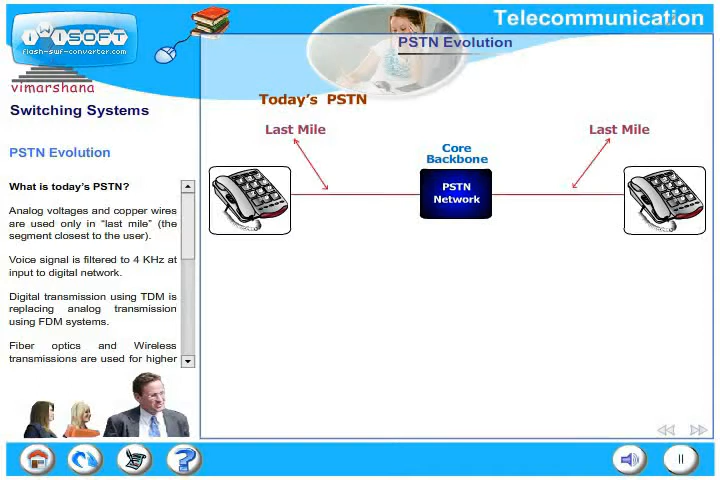 Telecommunication
iWiSOFT
flash-swf-converter.com
PSTN Evolution
vimarshana
Switching Systems
PSTN Evolution
What is today's PSTN?
Analog voltages and copper wires
are used only in “last mile” (the
segment closest to the user).
Voice signal is filtered to 4 KHz at
input to digital network.
Digital transmission using TDM is
replacing analog transmission
using FDM systems.
Fiber optics and Wireless
transmissions are used for higher
Today's PSTN
Last Mile
Last Mile
Core
Backbone
PSTN
Network